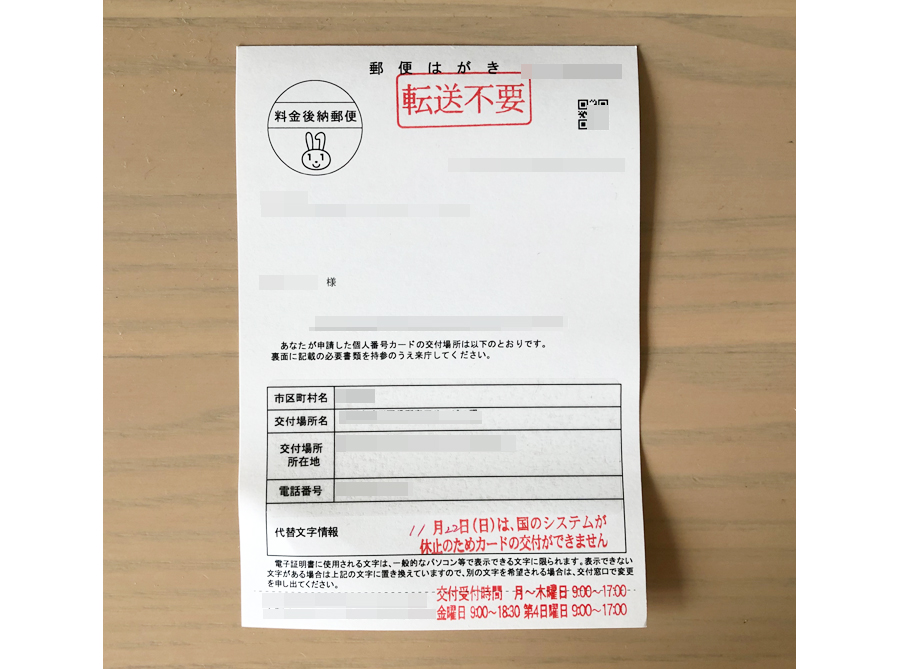 郵便はがき
転送不要
料金後納郵便
様
あなたが申請した個人番号カードの交付場所は以下のとおりです。
裏面に記載の必要書類を持参のうえ来庁してください。
市区町村名
交付場所名
交付場所
所在地
電話番号
代替文字情報
11月22日(日)は、国のシステムが
休止のためカードの交付ができません
電子証明書に使用される文字は、一般的なパソコン等で表示できる文字に限られます。表示できない
文字がある場合は上記の文字に置き換えていますので、別の文字を希望される場合は、交付窓口で変更
を申し出てください。
交付受付時間 月～木曜日 9:00～17:00
金曜日 9:00～18:30 第4日曜日 9:00～17:00